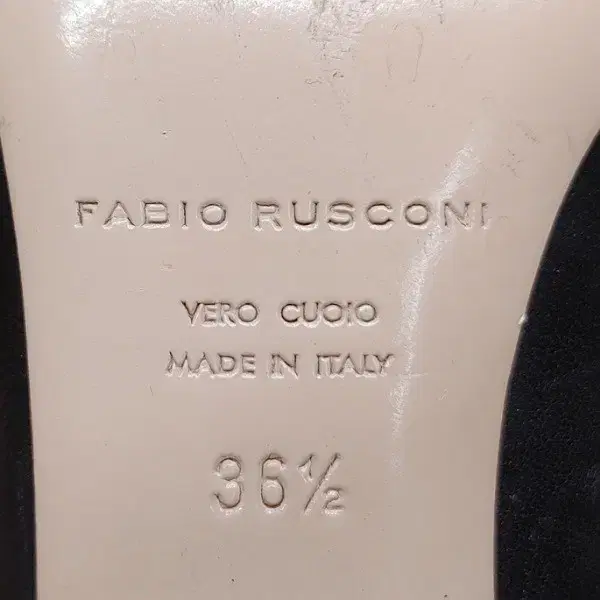 FABIO RUSCONI
VERO CUOIO
MADE IN ITALY
36½